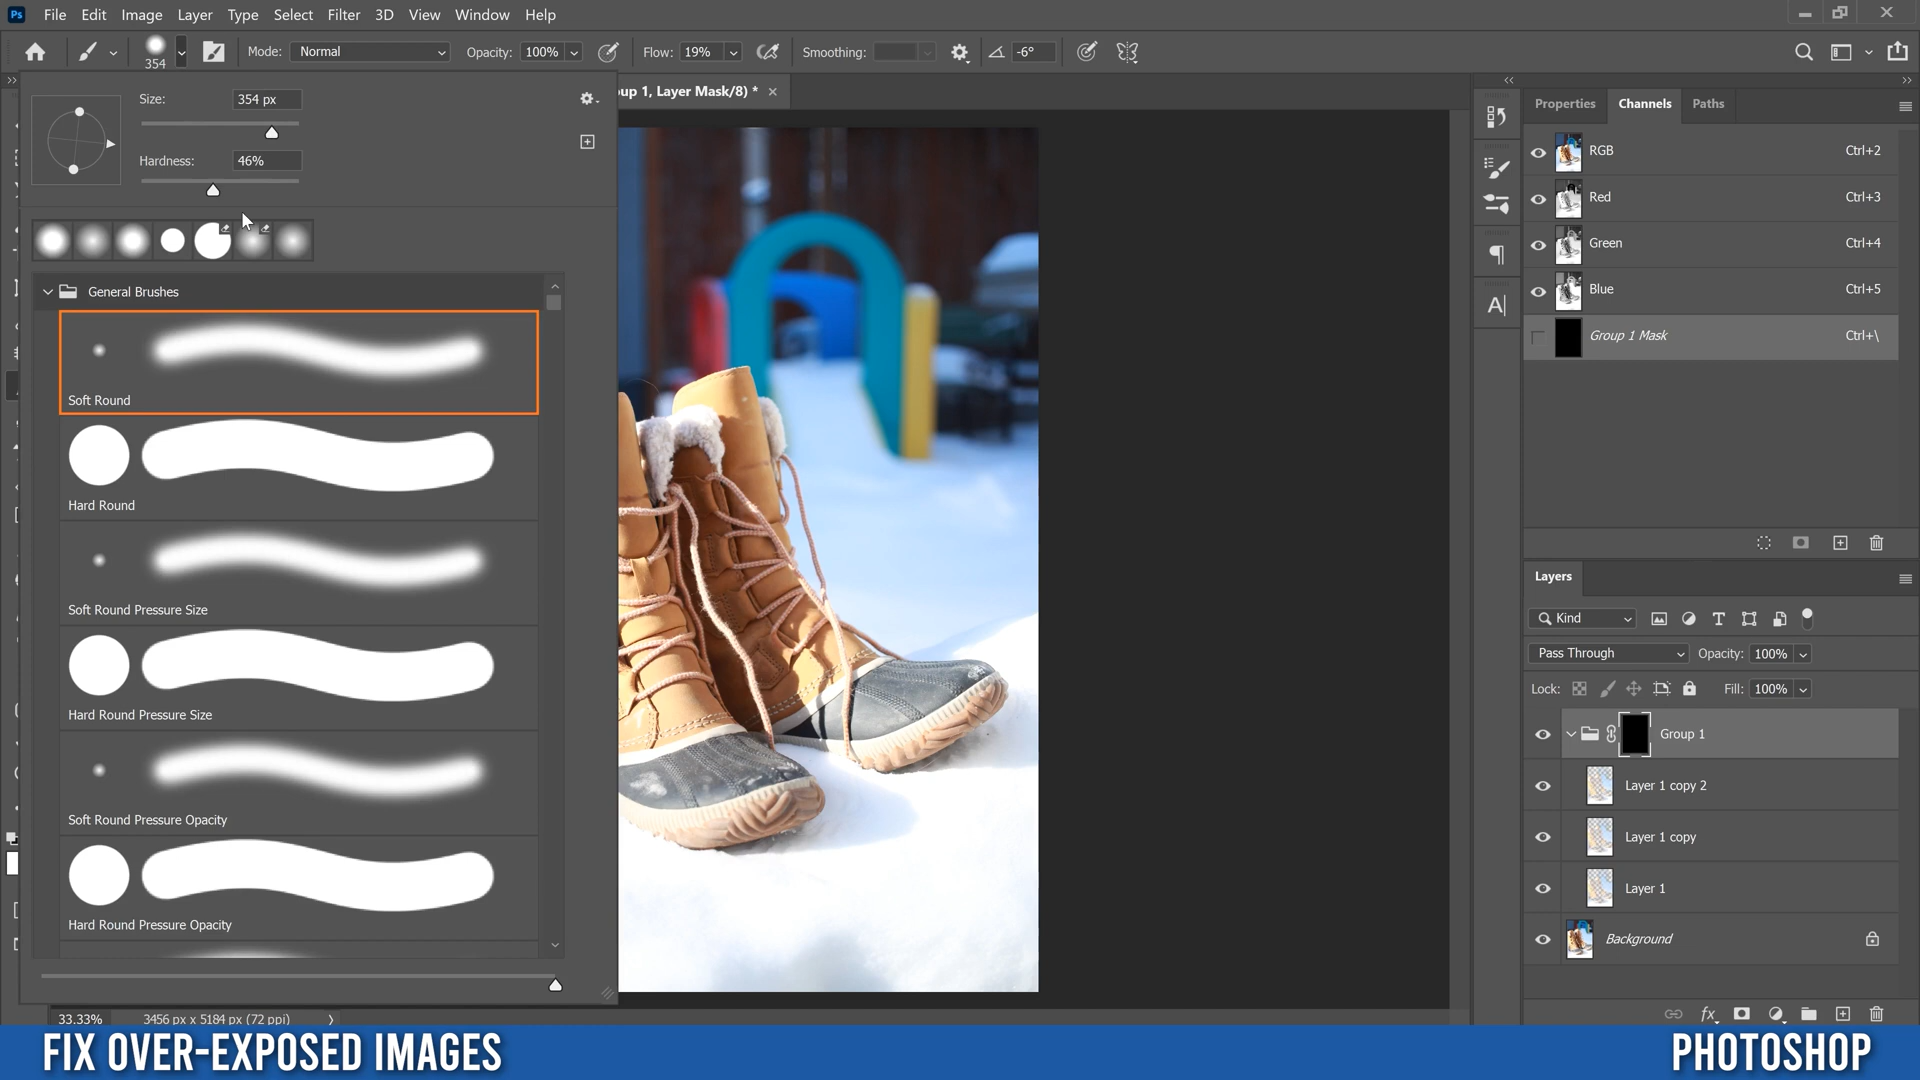 Ps File Edit Image Layer Type Select Filter 3D View Window Help
354 Mode: Normal Opacity: 100% Flow: 19% Smoothing: -6°
Size: 354 px
Hardness: 46%
General Brushes
Soft Round
Hard Round
Soft Round Pressure Size
Hard Round Pressure Size
Soft Round Pressure Opacity
Hard Round Pressure Opacity
33.33% 3456 px x 5184 px (72 ppi)
up 1, Layer Mask/8) *
Properties Channels Paths
RGB Ctrl+2
Red Ctrl+3
Green Ctrl+4
Blue Ctrl+5
Group 1 Mask Ctrl+\
Layers
Kind
Pass Through Opacity: 100%
Lock: Fill: 100%
Group 1
Layer 1 copy 2
Layer 1 copy
Layer 1
Background
FIX OVER-EXPOSED IMAGES
PHOTOSHOP